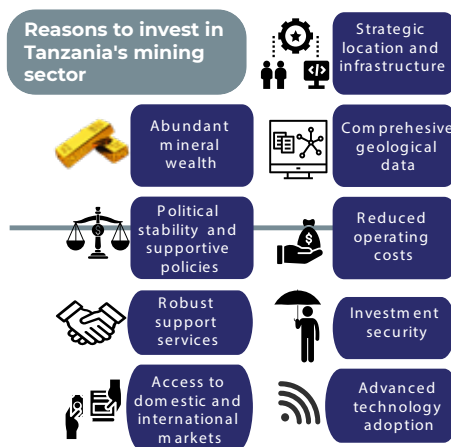 Reasons to invest in
Tanzania's mining
sector
Strategic
location and
infrastructure
Abundant
mineral
wealth
Comprehesive
geological
data
Political
stability and
supportive
policies
Reduced
operating
costs
Robust
support
services
Investment
security
Access to
domestic and
international
markets
Advanced
technology
adoption